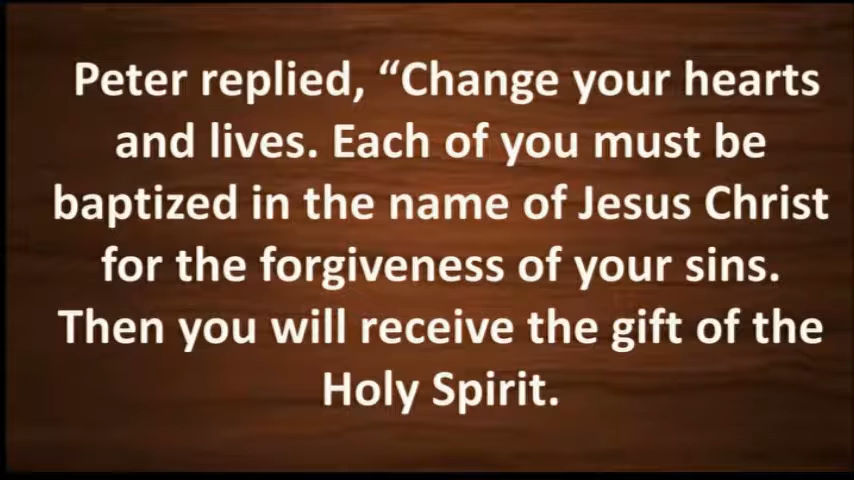 Peter replied, “Change your hearts
and lives. Each of you must be
baptized in the name of Jesus Christ
for the forgiveness of your sins.
Then you will receive the gift of the
Holy Spirit.